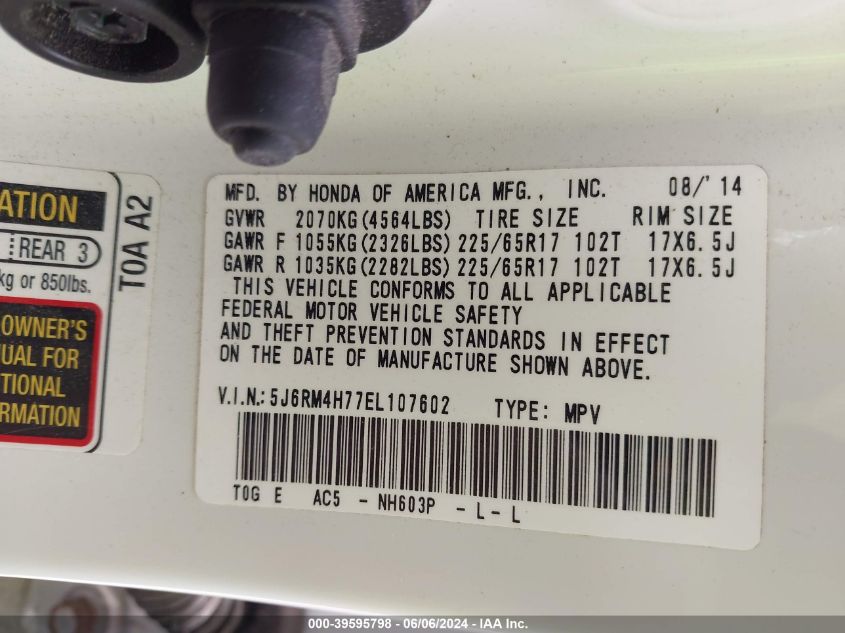 ATION
REAR 3
kg or 850lbs.
OWNER'S
UAL FOR
TIONAL
RMATION
T0A A2
MFD. BY HONDA OF AMERICA MFG., INC. 08/'14
GVWR 2070KG(4564LBS) TIRE SIZE RIM SIZE
GAWR F 1055KG(2326LBS) 225/65R17 102T 17X6.5J
GAWR R 1035KG(2282LBS) 225/65R17 102T 17X6.5J
THIS VEHICLE CONFORMS TO ALL APPLICABLE
FEDERAL MOTOR VEHICLE SAFETY
AND THEFT PREVENTION STANDARDS IN EFFECT
ON THE DATE OF MANUFACTURE SHOWN ABOVE.
V.I.N.: 5J6RM4H77EL107602 TYPE: MPV
T0G E AC5 - NH603P - L - L
000-39595798 - 06/06/2024 - IAA Inc.